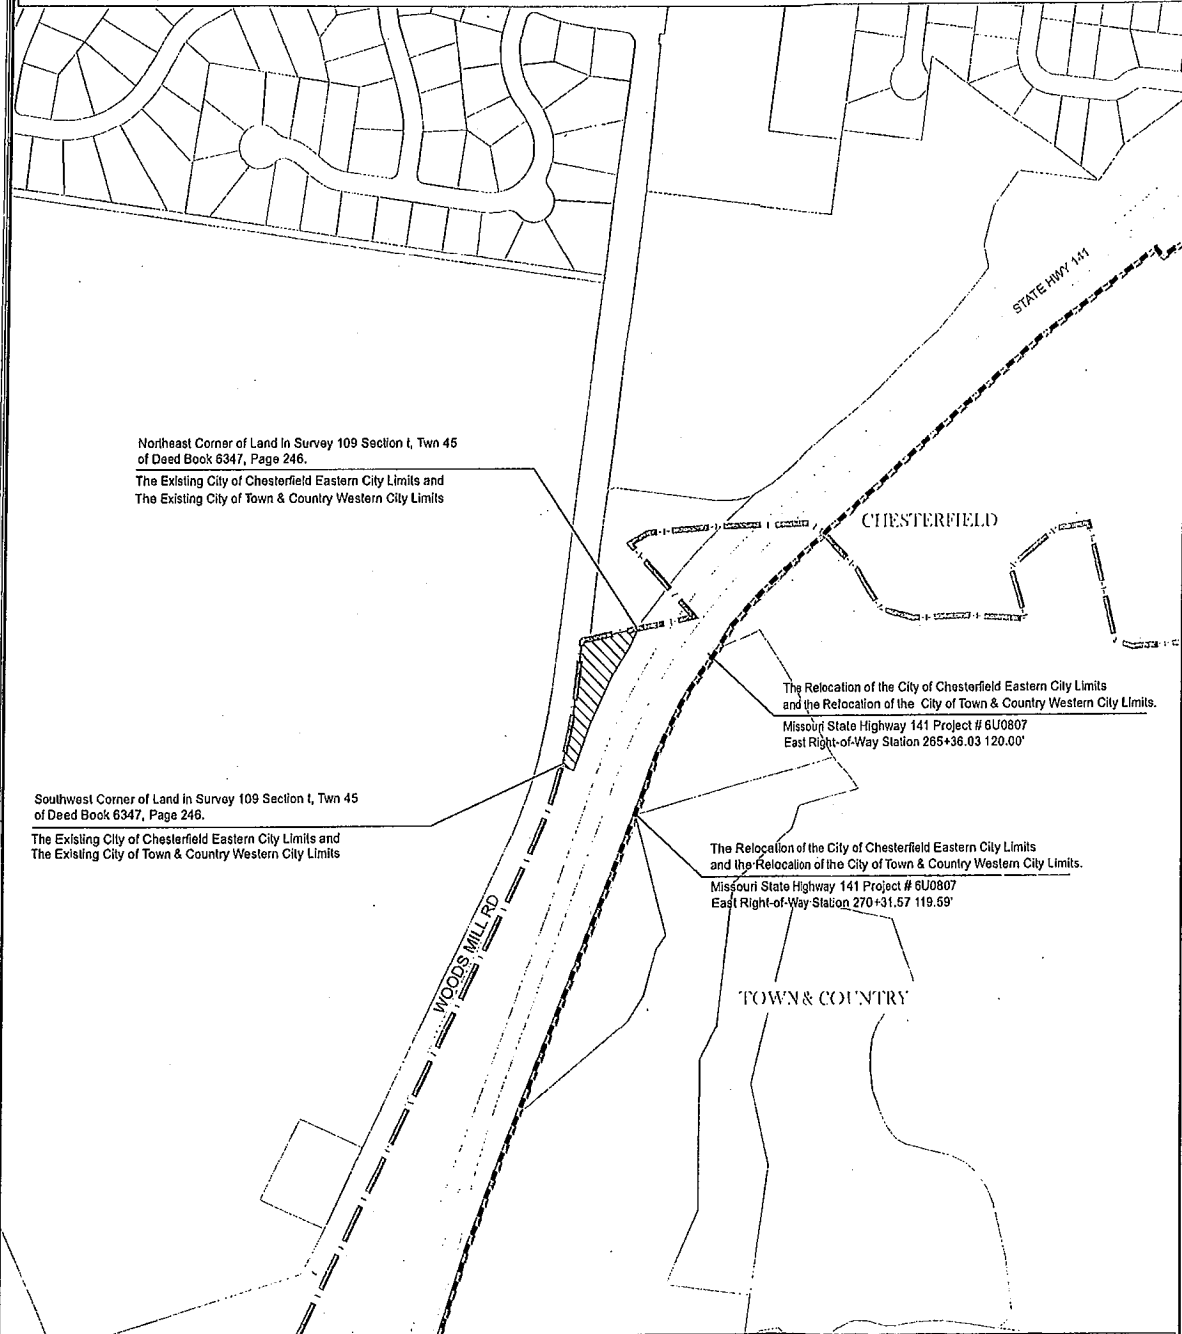 STATE HWY 141
Northeast Corner of Land in Survey 109 Section t, Twn 45
of Deed Book 6347, Page 246.
The Existing City of Chesterfield Eastern City Limits and
The Existing City of Town & Country Western City Limits
CHESTERFIELD
The Relocation of the City of Chesterfield Eastern City Limits
and the Relocation of the City of Town & Country Western City Limits.
Missouri State Highway 141 Project # 6U0807
East Right-of-Way Station 265+36.03 120.00'
Southwest Corner of Land in Survey 109 Section t, Twn 45
of Deed Book 6347, Page 246.
The Existing City of Chesterfield Eastern City Limits and
The Existing City of Town & Country Western City Limits
The Relocation of the City of Chesterfield Eastern City Limits
and the Relocation of the City of Town & Country Western City Limits.
Missouri State Highway 141 Project # 6U0807
East Right-of-Way Station 270+31.57 119.59'
WOODS MILL RD
TOWN & COUNTRY